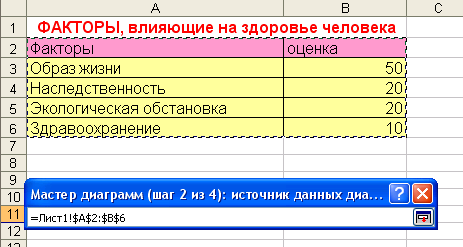 A B C
1 ФАКТОРЫ, влияющие на здоровье человека
2 Факторы оценка
3 Образ жизни 50
4 Наследственность 20
5 Экологическая обстановка 20
6 Здравоохранение 10
7
8
9
10 Мастер диаграмм (шаг 2 из 4): источник данных диа... ?
11 =Лист1!$A$2:$B$6
12